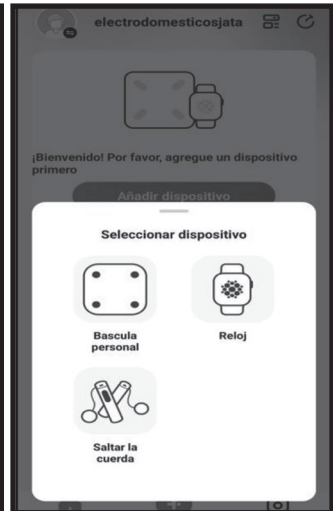 electrodomesticosjata
¡Bienvenido! Por favor, agregue un dispositivo
primero
Añadir dispositivo
Seleccionar dispositivo
Bascula
personal
Reloj
Saltar la
cuerda